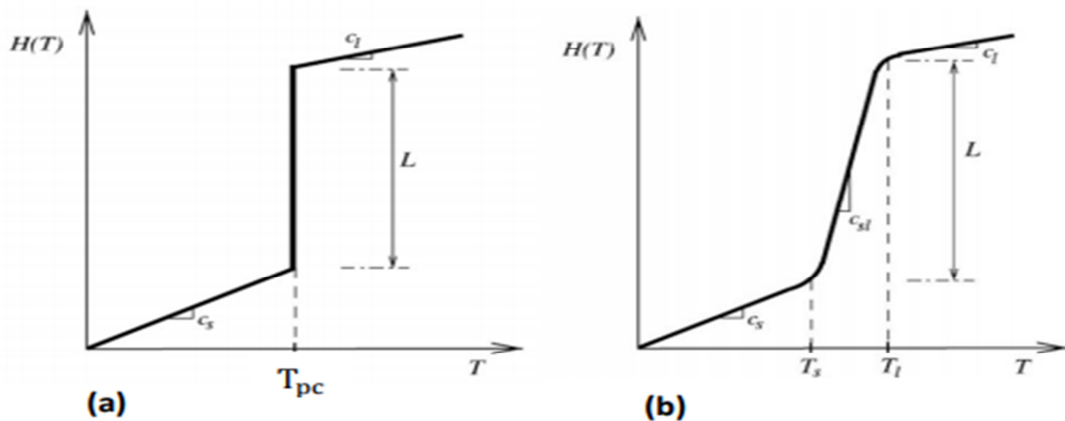 H(T)
c_l
L
c_s
T_pc
T
(a)
H(T)
c_l
L
c_sl
c_s
T_s
T_l
T
(b)